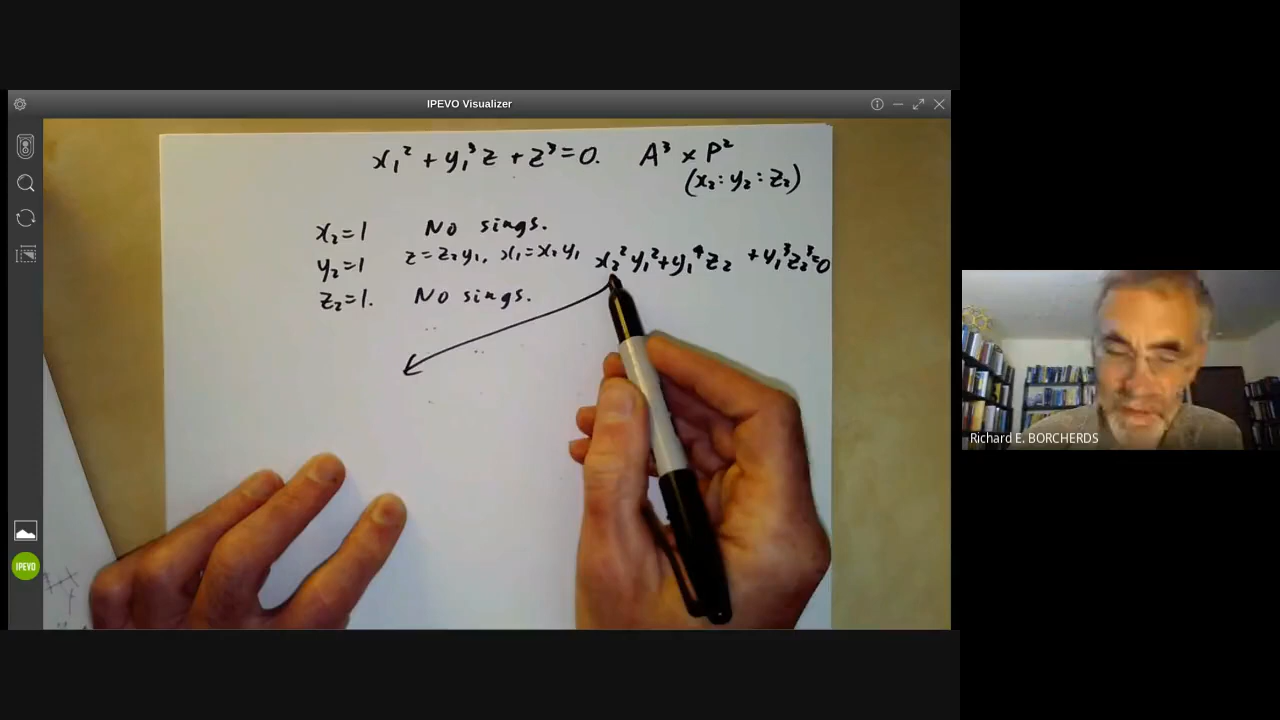 IPEVO Visualizer
x₁² + y₁³z + z³ = 0. A³ × P²
(x₂ : y₂ : z₂)
x₂ = 1 No sings.
y₂ = 1 z = z₂y₁, x₁ = x₂y₁ x₂²y₁² + y₁⁴z₂ + y₁³z₂³ = 0
z₂ = 1. No sings.
Richard E. BORCHERDS
IPEVO